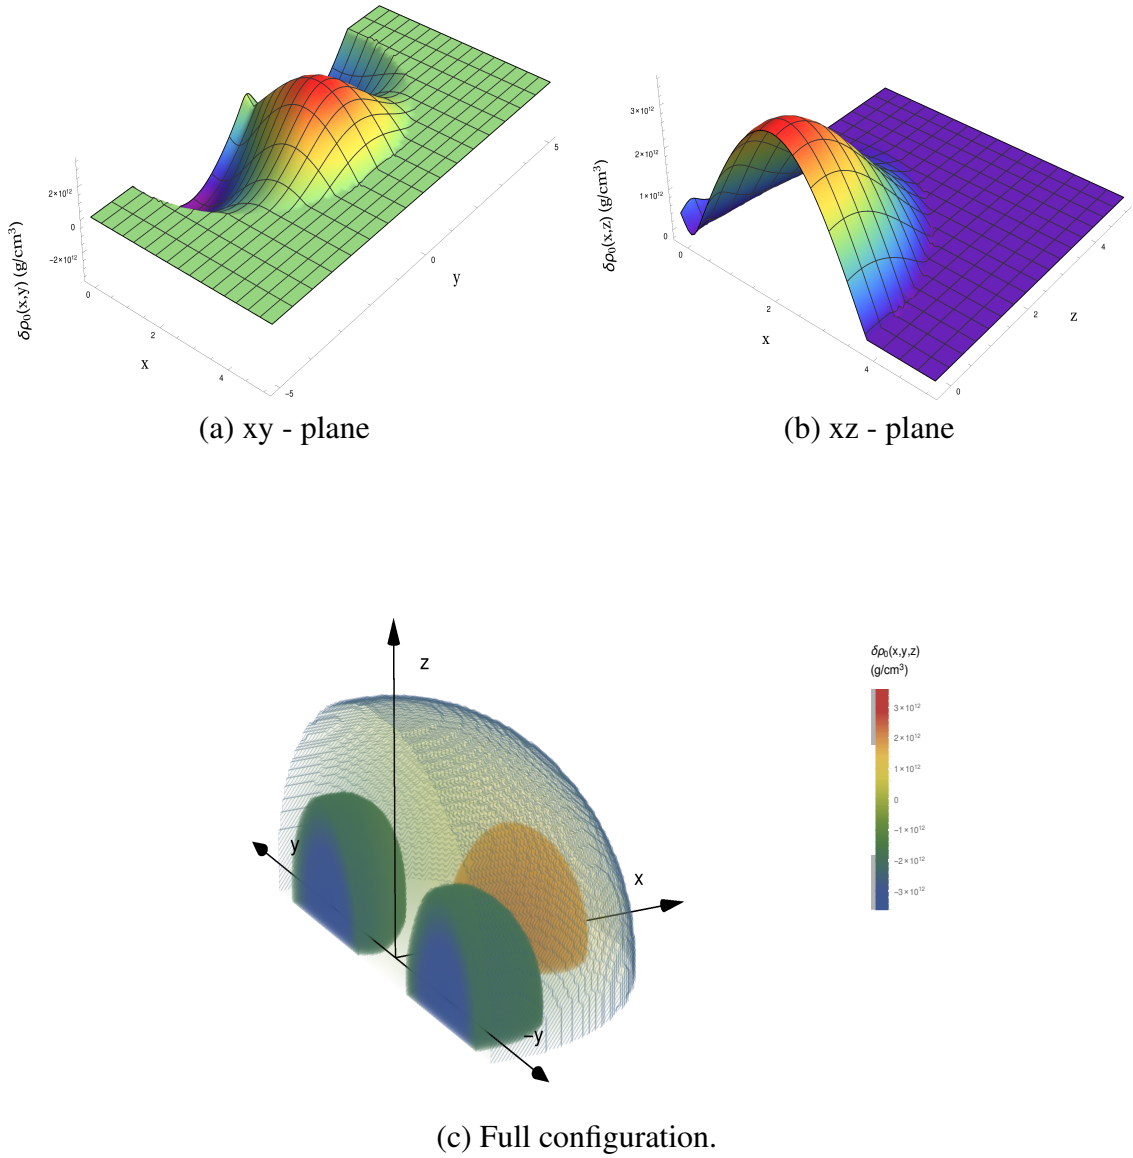 2×10¹²
0
−2×10¹²
δρ₀(x,y) (g/cm³)
0
2
4
x
−5
0
5
y
(a) xy - plane
3×10¹²
2×10¹²
1×10¹²
0
δρ₀(x,z) (g/cm³)
0
2
4
x
0
2
4
z
(b) xz - plane
z
y
x
−y
δρ₀(x,y,z)
(g/cm³)
3×10¹²
2×10¹²
1×10¹²
0
−1×10¹²
−2×10¹²
−3×10¹²
(c) Full configuration.